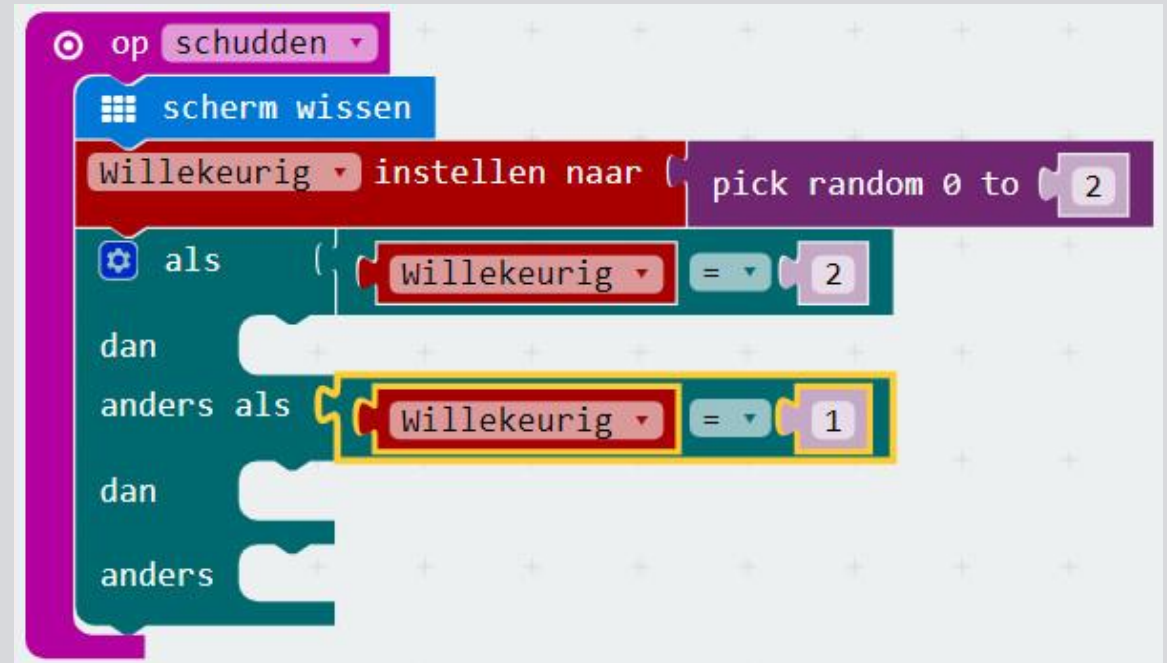 op schudden
scherm wissen
Willekeurig instellen naar pick random 0 to 2
als Willekeurig = 2
dan
anders als Willekeurig = 1
dan
anders